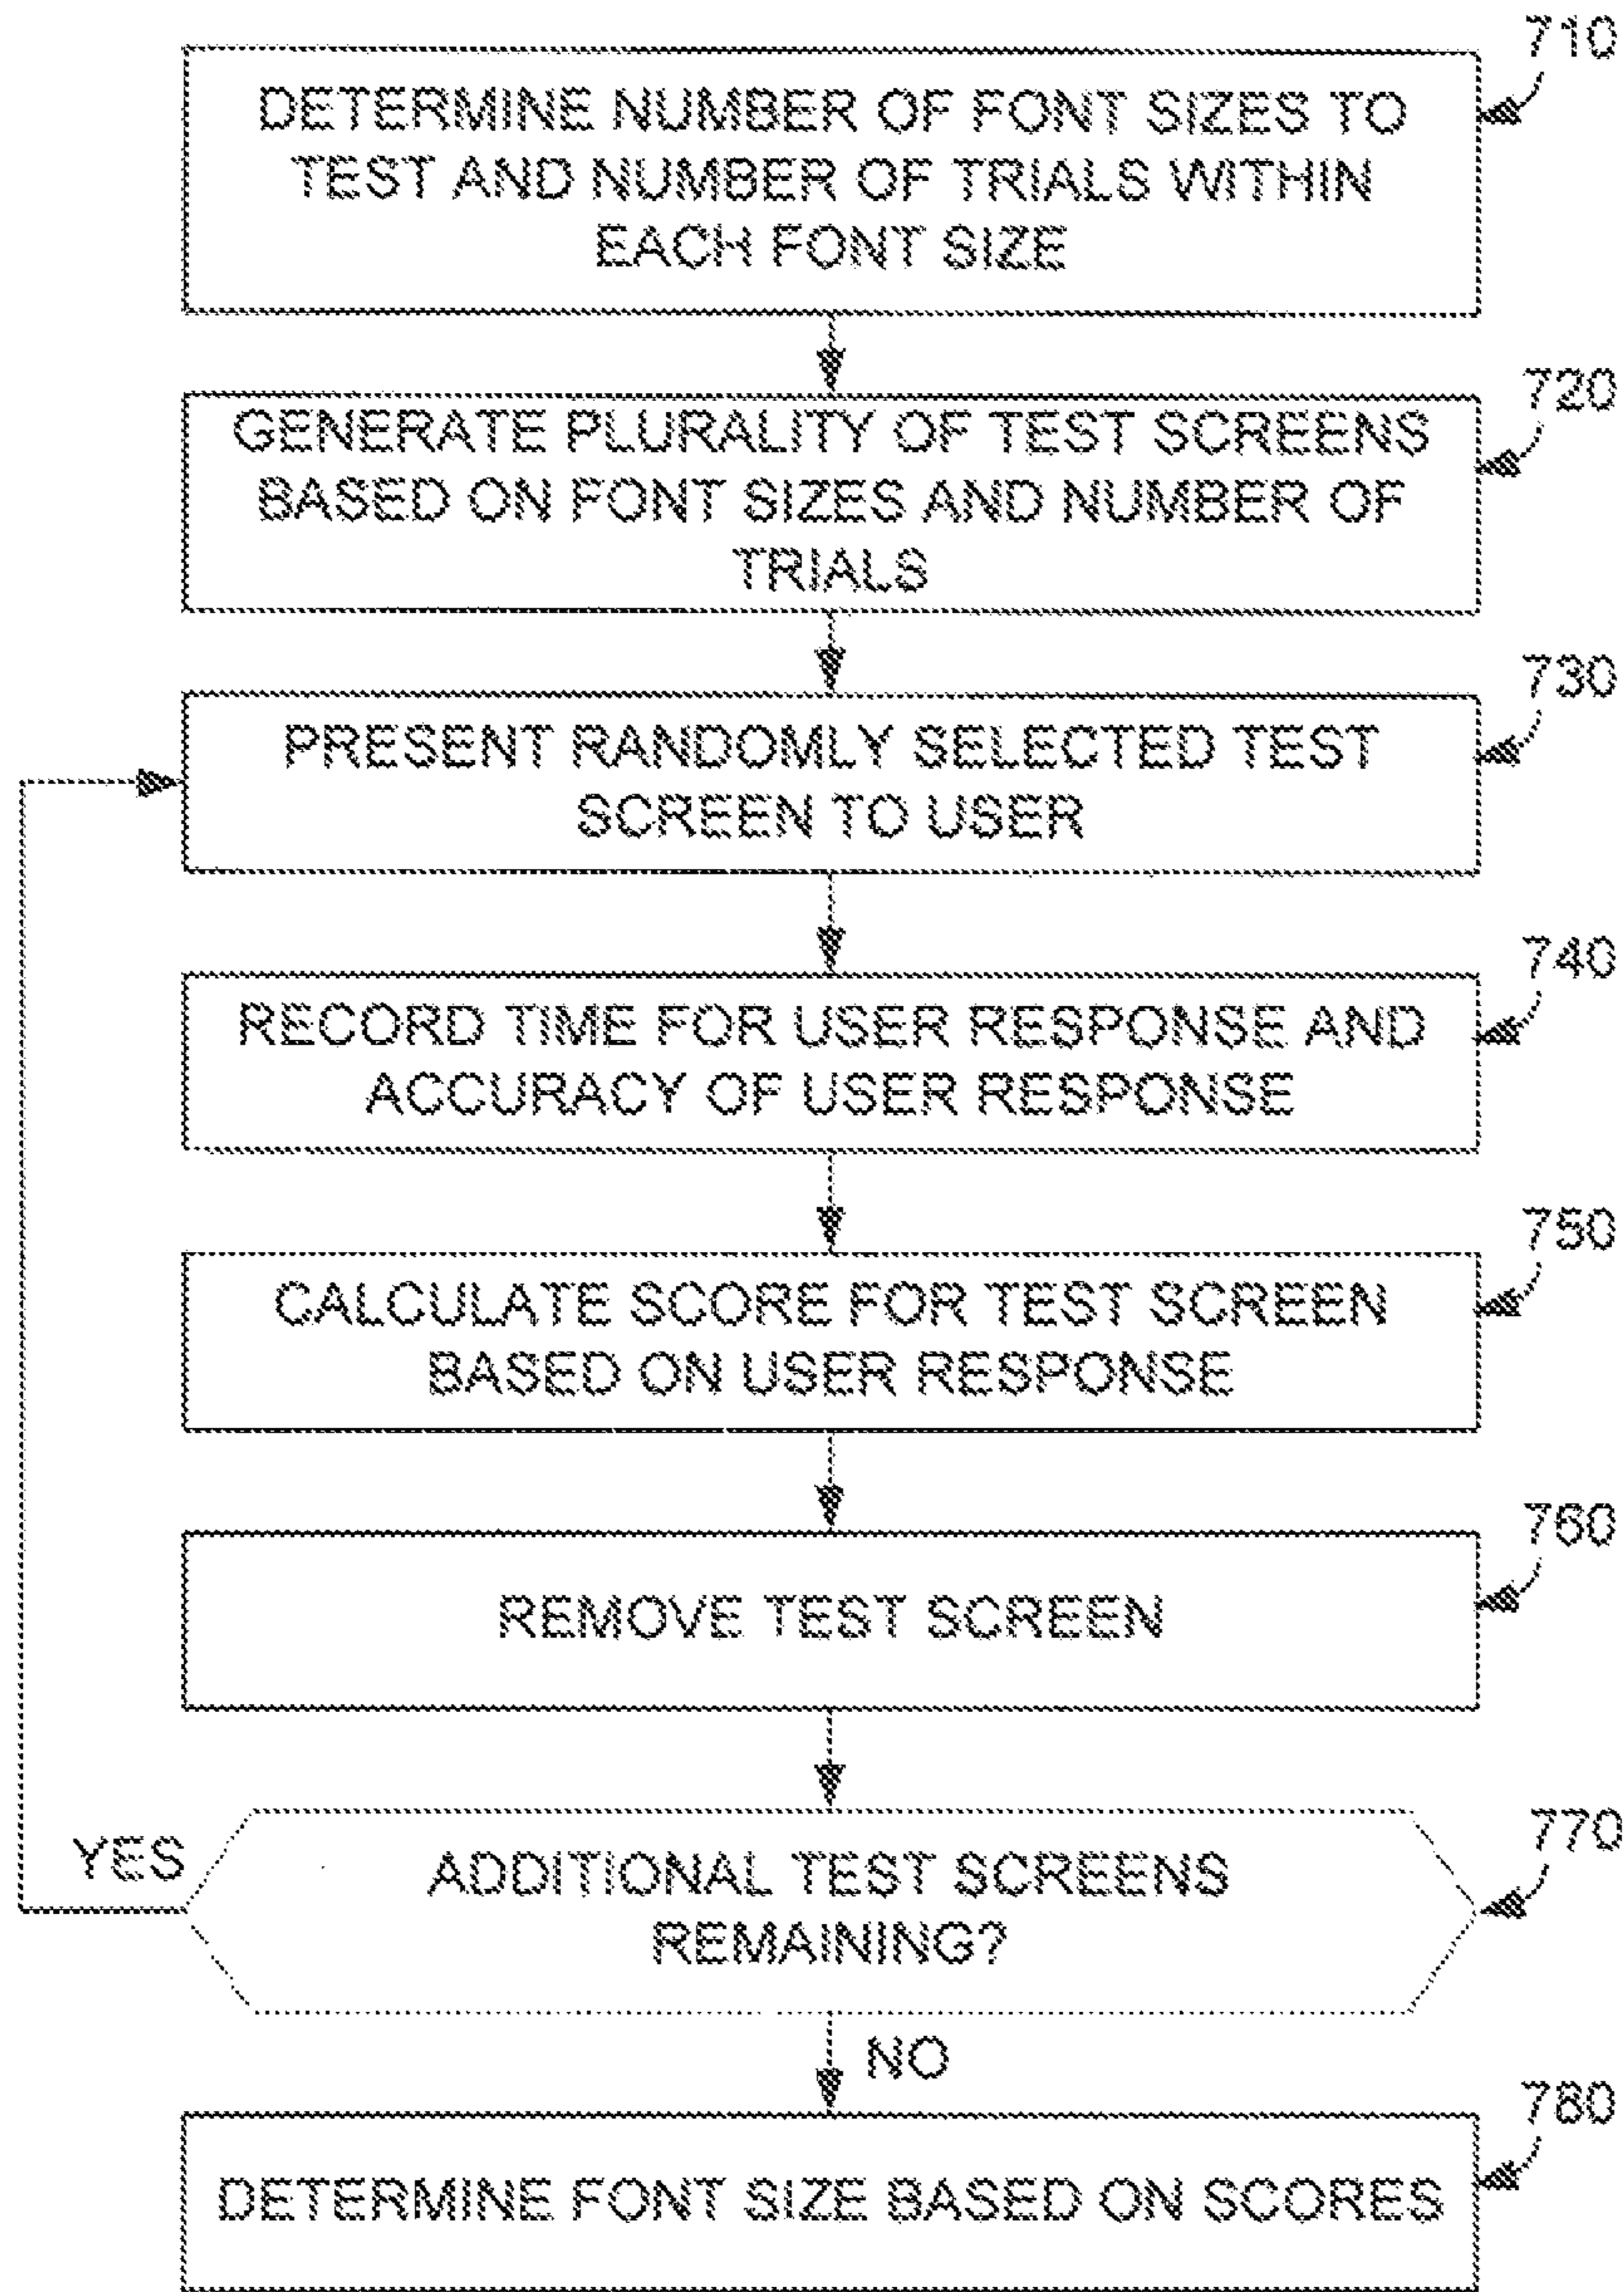 710
DETERMINE NUMBER OF FONT SIZES TO
TEST AND NUMBER OF TRIALS WITHIN
EACH FONT SIZE
720
GENERATE PLURALITY OF TEST SCREENS
BASED ON FONT SIZES AND NUMBER OF
TRIALS
730
PRESENT RANDOMLY SELECTED TEST
SCREEN TO USER
740
RECORD TIME FOR USER RESPONSE AND
ACCURACY OF USER RESPONSE
750
CALCULATE SCORE FOR TEST SCREEN
BASED ON USER RESPONSE
760
REMOVE TEST SCREEN
770
YES
ADDITIONAL TEST SCREENS
REMAINING?
NO
780
DETERMINE FONT SIZE BASED ON SCORES